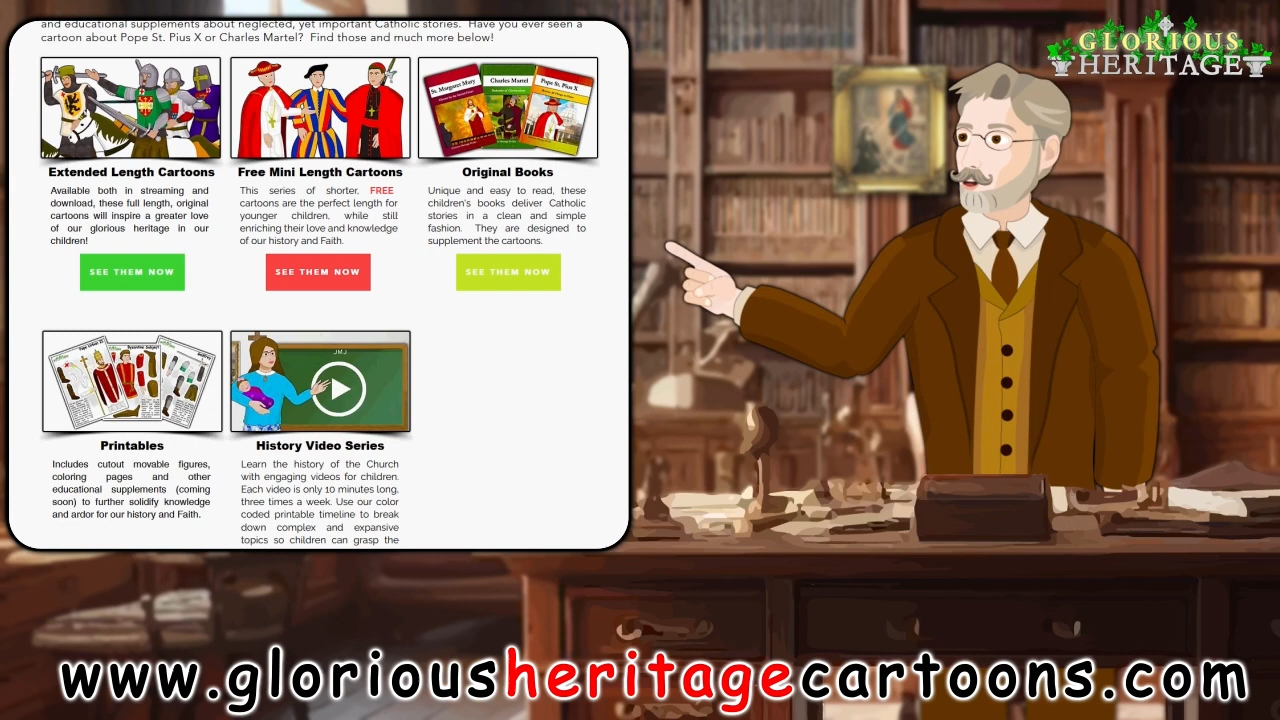 and educational supplements about neglected, yet important Catholic stories. Have you ever seen a
cartoon about Pope St. Pius X or Charles Martel? Find those and much more below!
GLORIOUS
HERITAGE
St. Margaret Mary
Charles Martel
Pope St. Pius X
Extended Length Cartoons
Available both in streaming and
download, these full length, original
cartoons will inspire a greater love
of our glorious heritage in our
children!
SEE THEM NOW
Free Mini Length Cartoons
This series of shorter, FREE
cartoons are the perfect length for
younger children, while still
enriching their love and knowledge
of our history and Faith.
SEE THEM NOW
Original Books
Unique and easy to read, these
children's books deliver Catholic
stories in a clean and simple
fashion. They are designed to
supplement the cartoons.
SEE THEM NOW
Printables
Includes cutout movable figures,
coloring pages and other
educational supplements (coming
soon) to further solidify knowledge
and ardor for our history and Faith.
JMJ
History Video Series
Learn the history of the Church
with engaging videos for children.
Each video is only 10 minutes long,
three times a week. Use our color
coded printable timeline to break
down complex and expansive
topics so children can grasp the
www.gloriousheritagecartoons.com